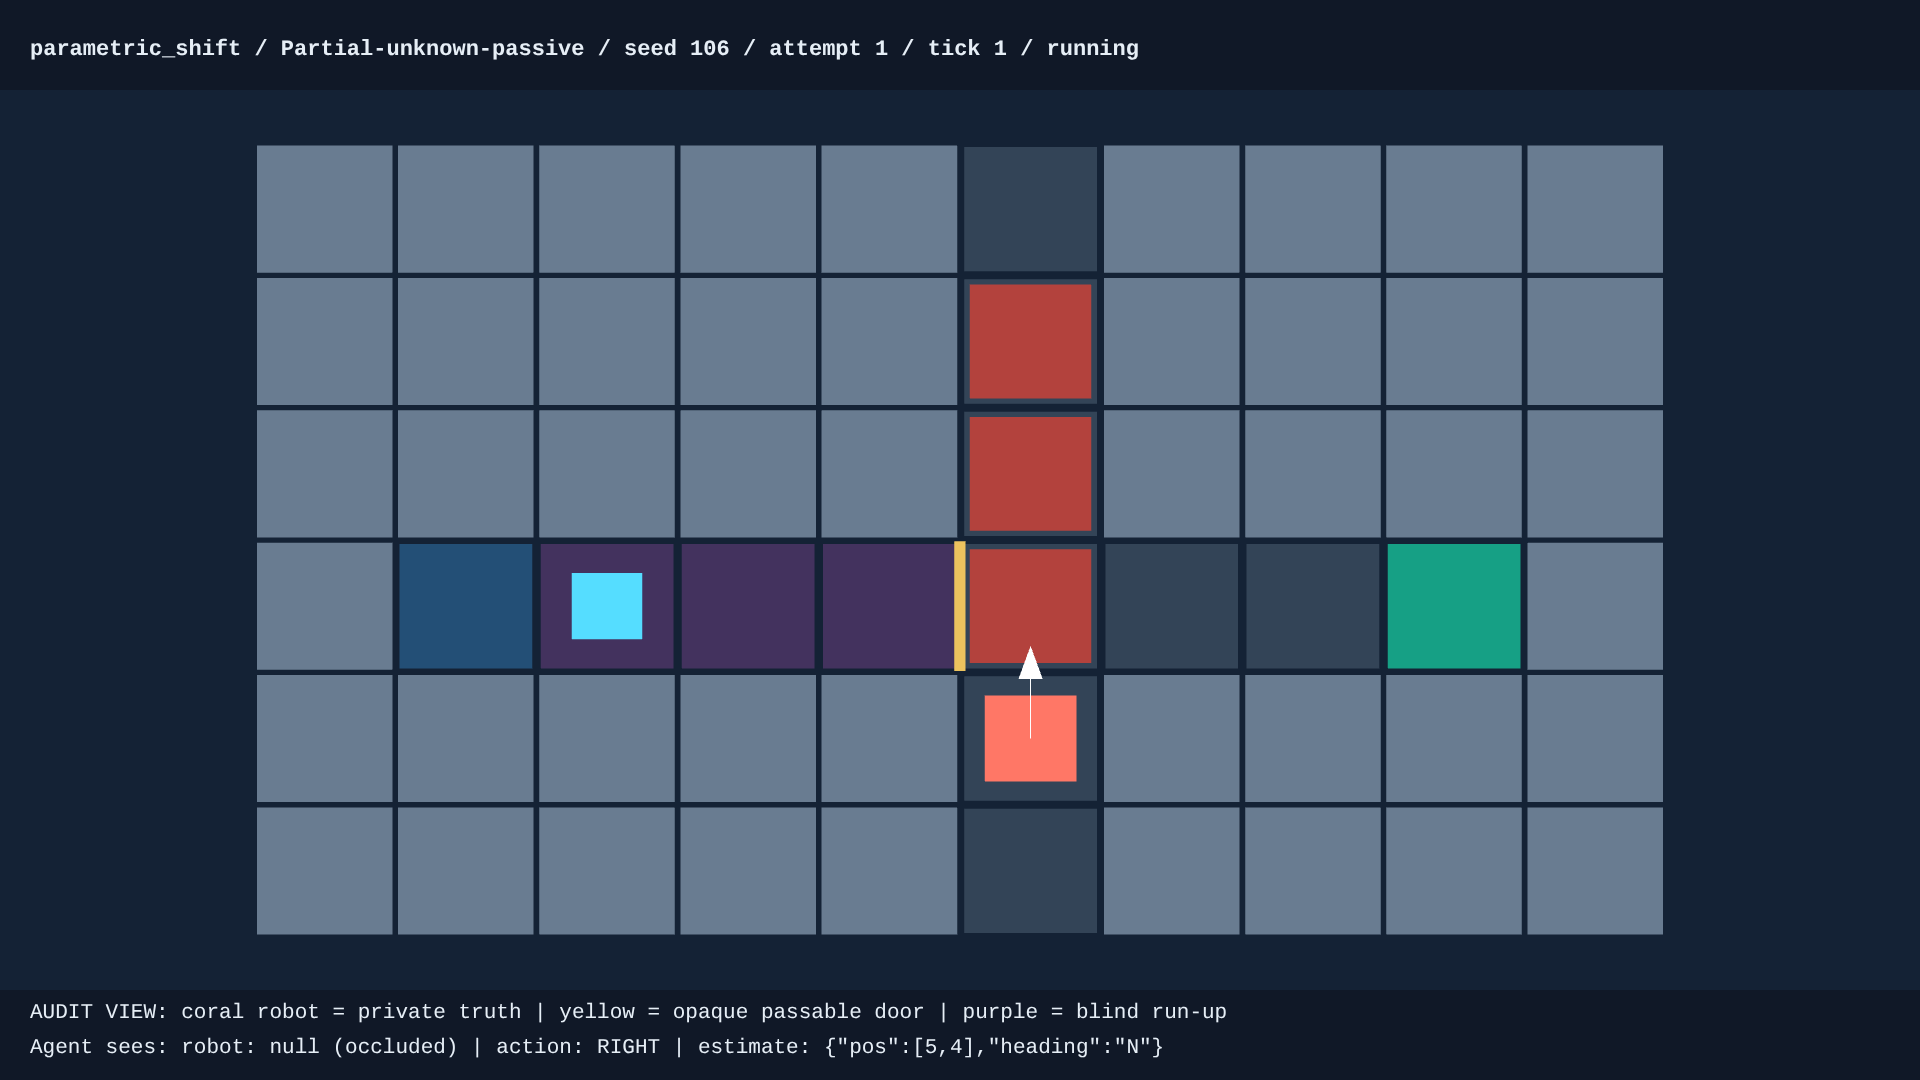 parametric_shift / Partial-unknown-passive / seed 106 / attempt 1 / tick 1 / running
AUDIT VIEW: coral robot = private truth | yellow = opaque passable door | purple = blind run-up
Agent sees: robot: null (occluded) | action: RIGHT | estimate: {"pos":[5,4],"heading":"N"}